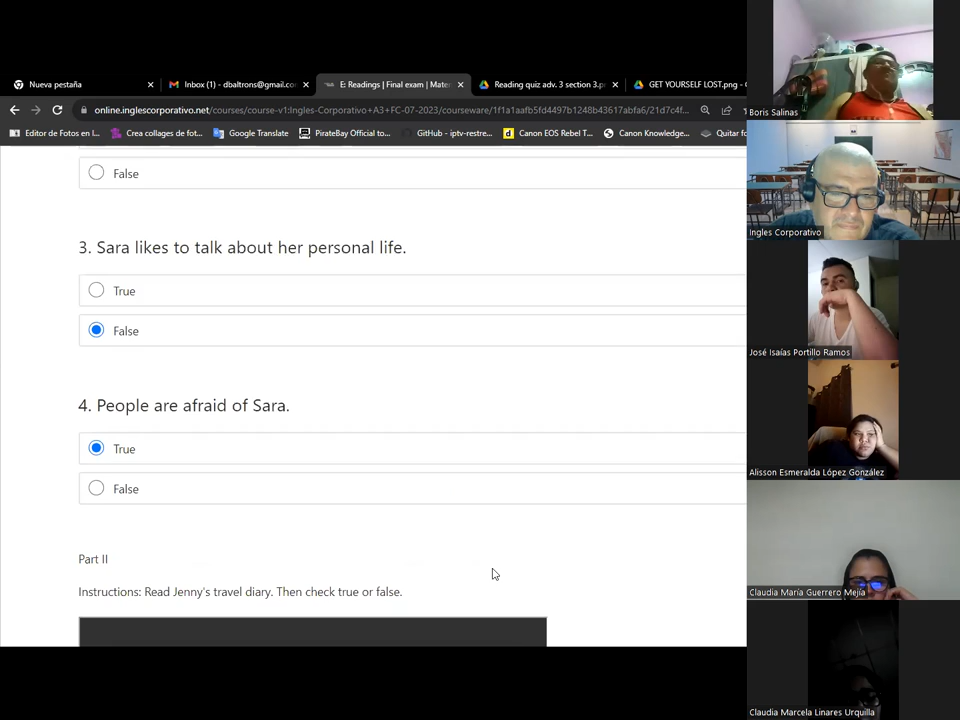 Nueva pestaña
Inbox (1) - dbaltrons@gmail.co
E: Readings | Final exam | Mate
Reading quiz adv. 3 section 3.p
GET YOURSELF LOST.png -
online.inglescorporativo.net/courses/course-v1:Ingles-Corporativo+A3+FC-07-2023/courseware/1f1a1aafb5fd4497b1248b43617abfa6/21d7c4f...
Editor de Fotos en l...
Crea collages de fot...
Google Translate
PirateBay Official to...
GitHub - iptv-restre...
Canon EOS Rebel T...
Canon Knowledge...
Quitar fo
False
3. Sara likes to talk about her personal life.
True
False
4. People are afraid of Sara.
True
False
Part II
Instructions: Read Jenny's travel diary. Then check true or false.
Boris Salinas
Ingles Corporativo
José Isaías Portillo Ramos
Alisson Esmeralda López González
Claudia María Guerrero Mejía
Claudia Marcela Linares Urquilla